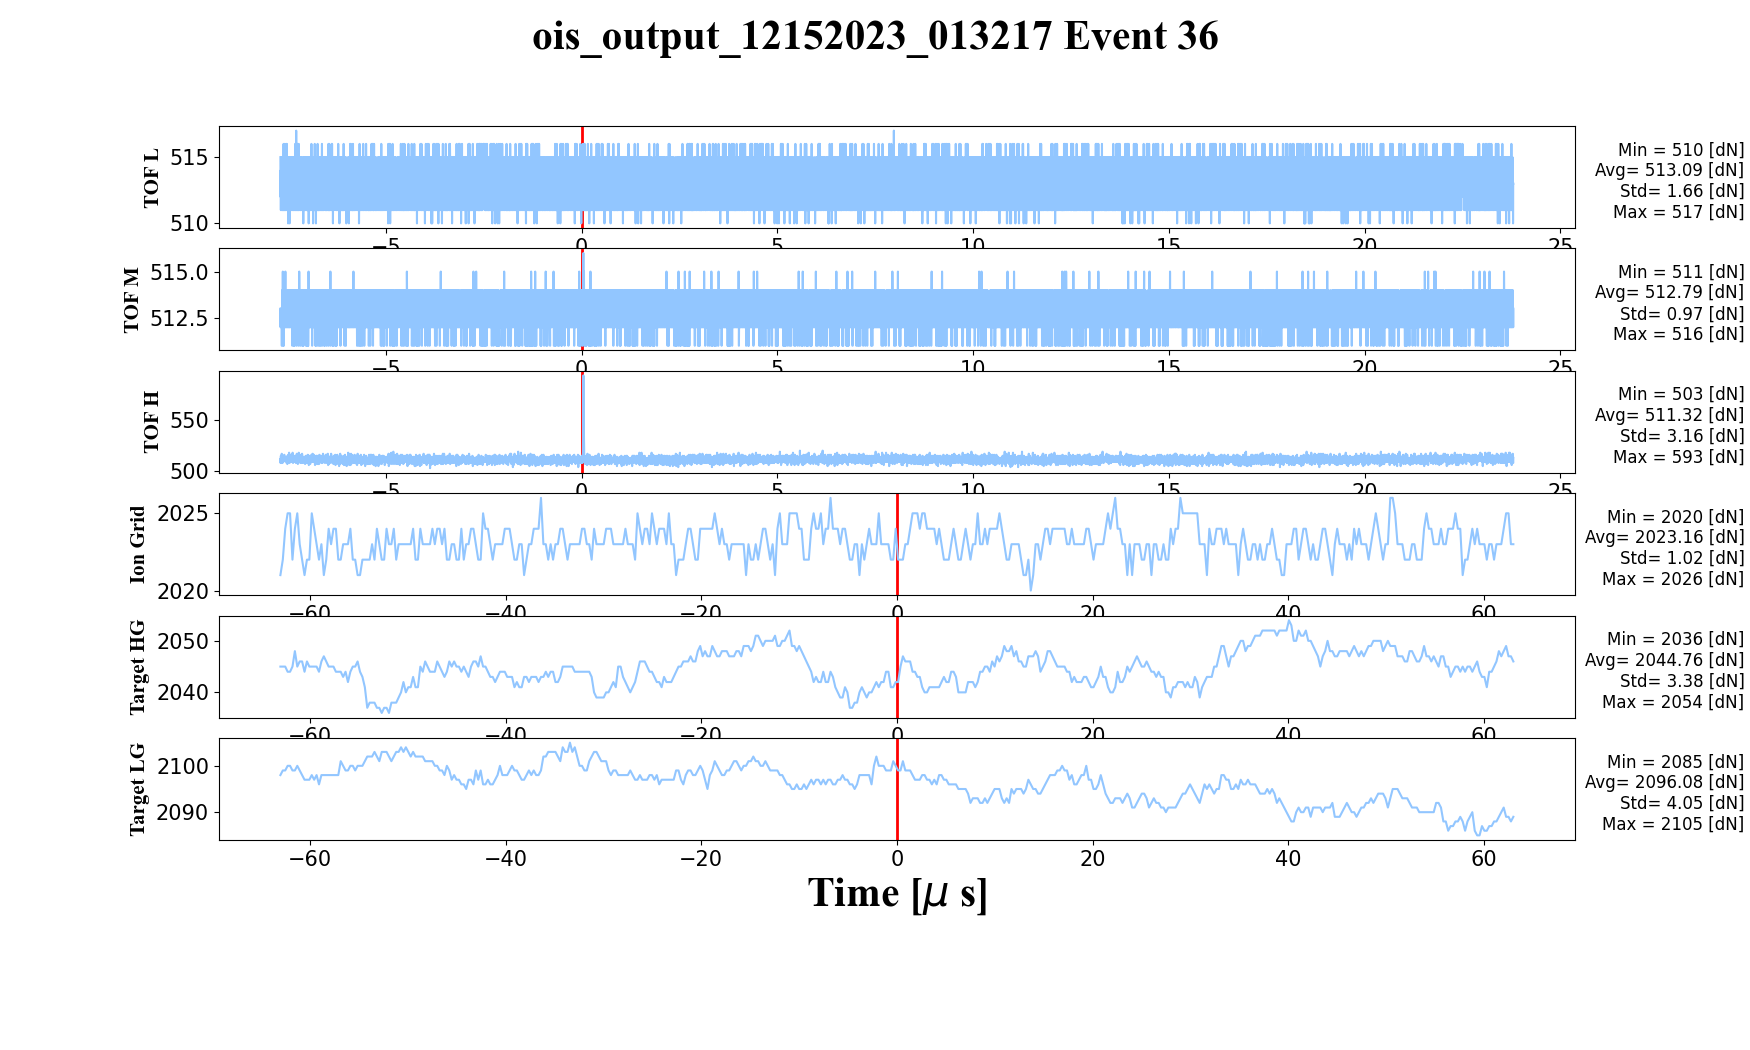 ois_output_12152023_013217 Event 36
TOF L
515
510
−5 0 5 10 15 20 25
Min = 510 [dN]
Avg= 513.09 [dN]
Std= 1.66 [dN]
Max = 517 [dN]
TOF M
515.0
512.5
−5 0 5 10 15 20 25
Min = 511 [dN]
Avg= 512.79 [dN]
Std= 0.97 [dN]
Max = 516 [dN]
TOF H
550
500
−5 0 5 10 15 20 25
Min = 503 [dN]
Avg= 511.32 [dN]
Std= 3.16 [dN]
Max = 593 [dN]
Ion Grid
2025
2020
−60 −40 −20 0 20 40 60
Min = 2020 [dN]
Avg= 2023.16 [dN]
Std= 1.02 [dN]
Max = 2026 [dN]
Target HG
2050
2040
−60 −40 −20 0 20 40 60
Min = 2036 [dN]
Avg= 2044.76 [dN]
Std= 3.38 [dN]
Max = 2054 [dN]
Target LG
2100
2090
−60 −40 −20 0 20 40 60
Min = 2085 [dN]
Avg= 2096.08 [dN]
Std= 4.05 [dN]
Max = 2105 [dN]
Time [μ s]